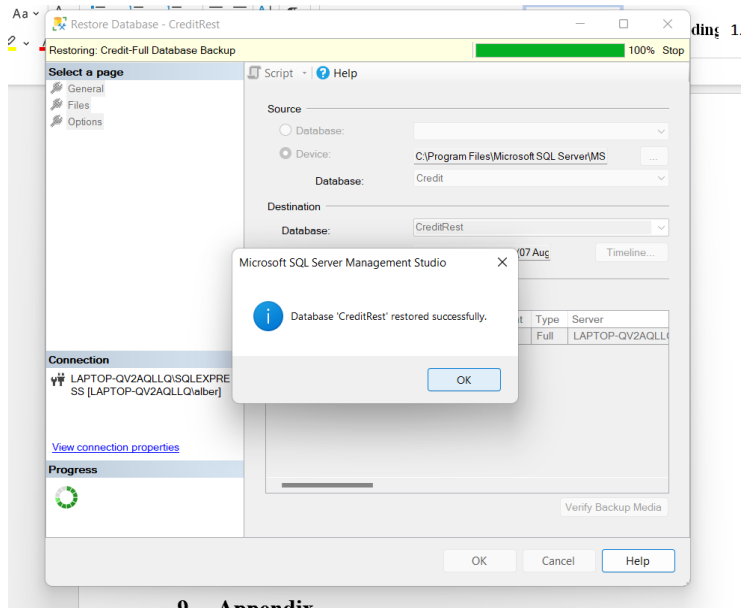 Aa
Restore Database - CreditRest
ding 1.
Restoring: Credit-Full Database Backup
100% Stop
Select a page
Script
Help
General
Files
Options
Source
Database:
Device:
C:\Program Files\Microsoft SQL Server\MS
...
Database:
Credit
Destination
Database:
CreditRest
07 Aug
Timeline...
Microsoft SQL Server Management Studio
Database 'CreditRest' restored successfully.
OK
t Type Server
Full LAPTOP-QV2AQLL
Connection
LAPTOP-QV2AQLLQ\SQLEXPRE
SS [LAPTOP-QV2AQLLQ\alber]
View connection properties
Progress
Verify Backup Media
OK Cancel Help
9. Appendix